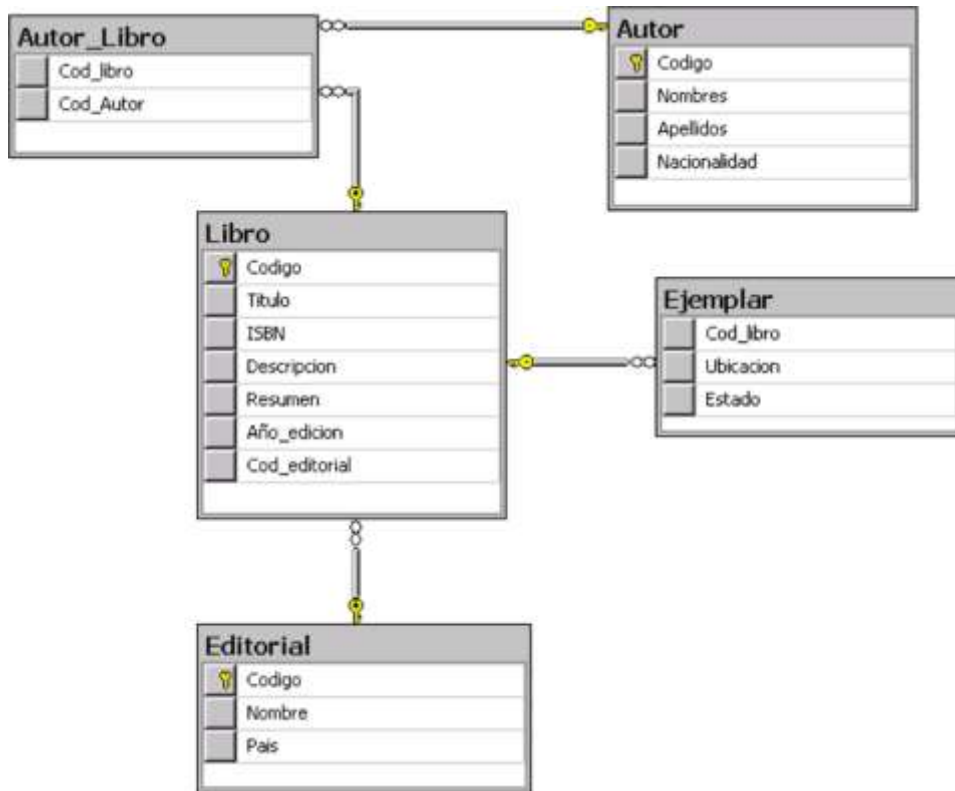 Autor_Libro
Cod_libro
Cod_Autor
Autor
Codigo
Nombres
Apellidos
Nacionalidad
Libro
Codigo
Titulo
ISBN
Descripcion
Resumen
Año_edicion
Cod_editorial
Ejemplar
Cod_libro
Ubicacion
Estado
Editorial
Codigo
Nombre
Pais